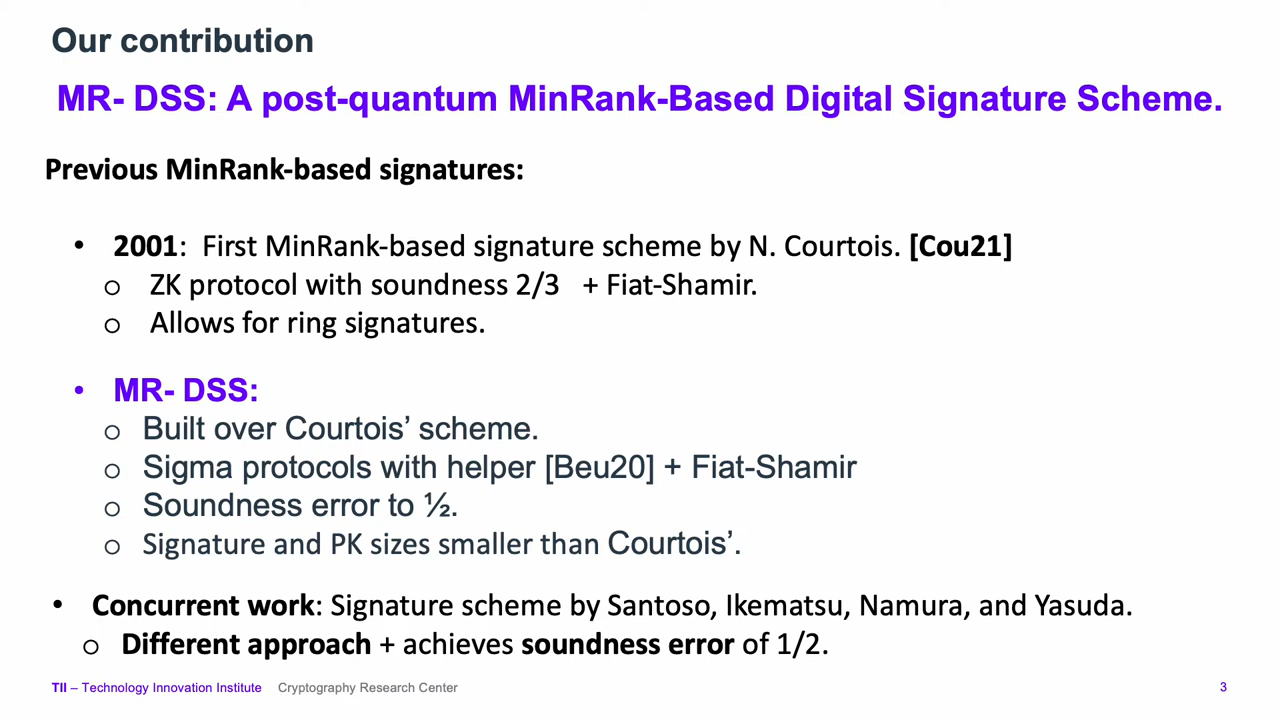 Our contribution
MR- DSS: A post-quantum MinRank-Based Digital Signature Scheme.
Previous MinRank-based signatures:
• 2001: First MinRank-based signature scheme by N. Courtois. [Cou21]
o ZK protocol with soundness 2/3 + Fiat-Shamir.
o Allows for ring signatures.
• MR- DSS:
o Built over Courtois’ scheme.
o Sigma protocols with helper [Beu20] + Fiat-Shamir
o Soundness error to ½.
o Signature and PK sizes smaller than Courtois’.
• Concurrent work: Signature scheme by Santoso, Ikematsu, Namura, and Yasuda.
o Different approach + achieves soundness error of 1/2.
TII – Technology Innovation Institute Cryptography Research Center 3